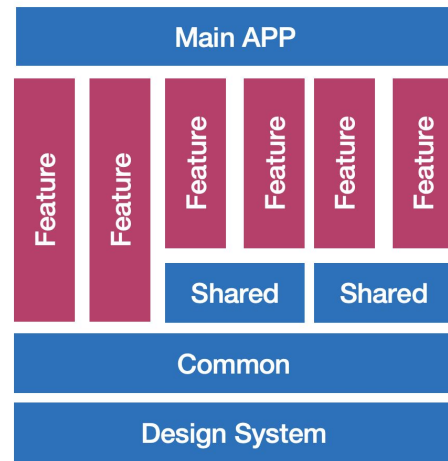 Main APP
Feature
Feature
Feature
Feature
Feature
Feature
Shared
Shared
Common
Design System